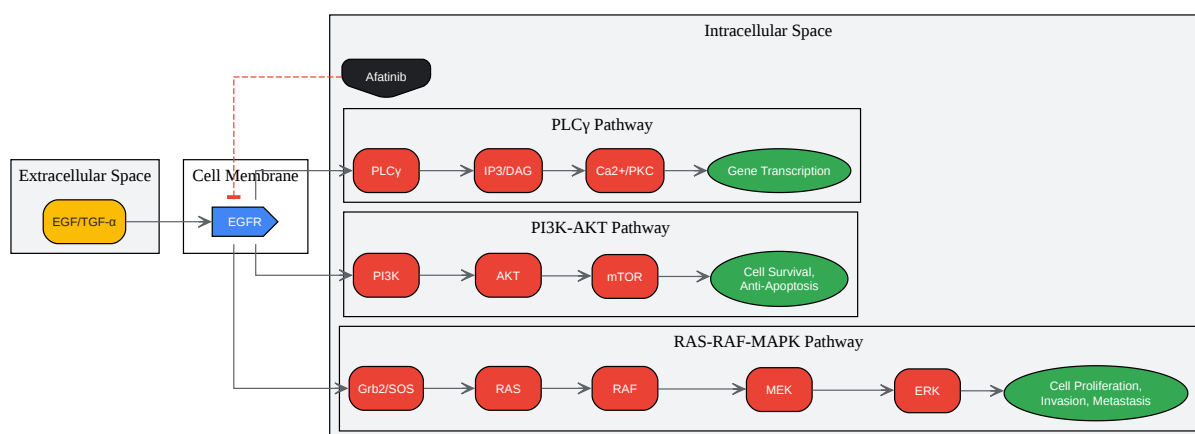 Intracellular Space
Afatinib
PLCγ Pathway
PLCγ
IP3/DAG
Ca2+/PKC
Gene Transcription
Extracellular Space
EGF/TGF-α
Cell Membrane
EGFR
PI3K-AKT Pathway
PI3K
AKT
mTOR
Cell Survival,
Anti-Apoptosis
RAS-RAF-MAPK Pathway
Grb2/SOS
RAS
RAF
MEK
ERK
Cell Proliferation,
Invasion, Metastasis